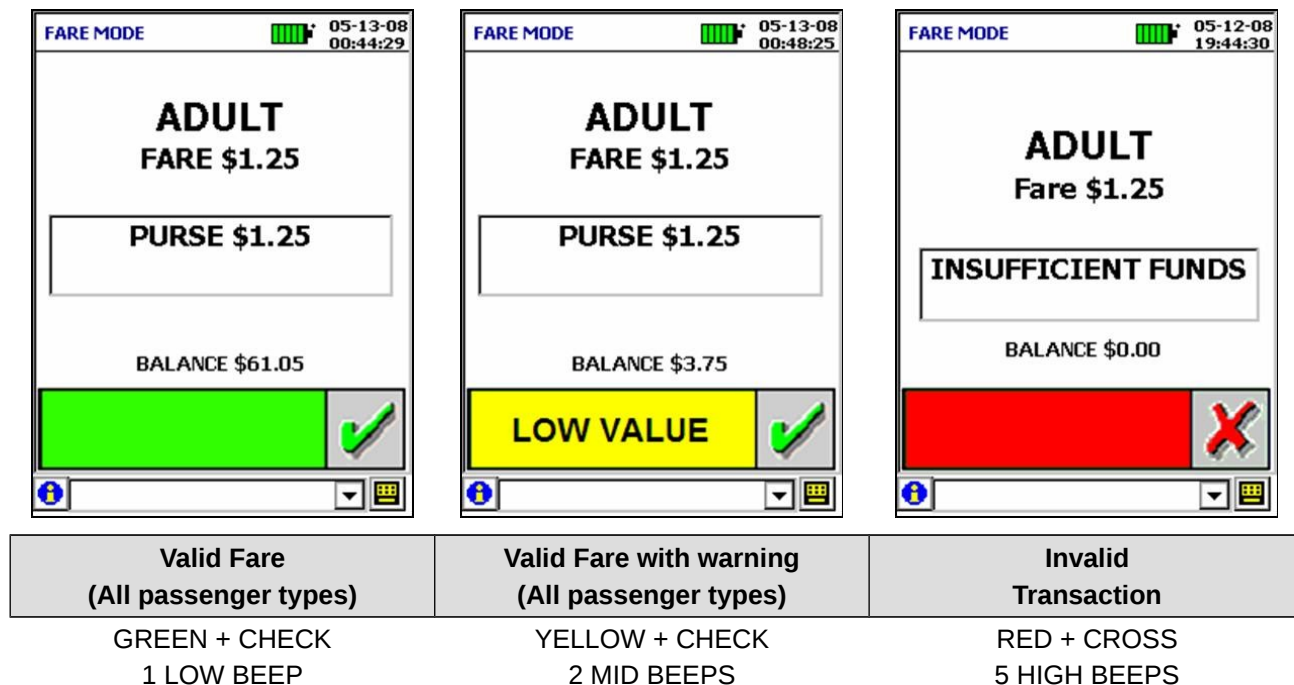 FARE MODE
05-13-08
00:44:29
ADULT
FARE $1.25
PURSE $1.25
BALANCE $61.05
FARE MODE
05-13-08
00:48:25
ADULT
FARE $1.25
PURSE $1.25
BALANCE $3.75
LOW VALUE
FARE MODE
05-12-08
19:44:30
ADULT
Fare $1.25
INSUFFICIENT FUNDS
BALANCE $0.00
Valid Fare
(All passenger types)
Valid Fare with warning
(All passenger types)
Invalid
Transaction
GREEN + CHECK
1 LOW BEEP
YELLOW + CHECK
2 MID BEEPS
RED + CROSS
5 HIGH BEEPS